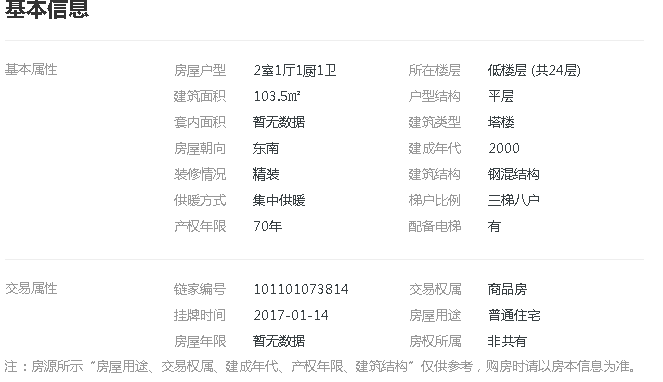 基本信息
基本属性 房屋户型 2室1厅1厨1卫 所在楼层 低楼层 (共24层)
建筑面积 103.5㎡ 户型结构 平层
套内面积 暂无数据 建筑类型 塔楼
房屋朝向 东南 建成年代 2000
装修情况 精装 建筑结构 钢混结构
供暖方式 集中供暖 梯户比例 三梯八户
产权年限 70年 配备电梯 有
交易属性 链家编号 101101073814 交易权属 商品房
挂牌时间 2017-01-14 房屋用途 普通住宅
房屋年限 暂无数据 房权所属 非共有
注：房源所示“房屋用途、交易权属、建成年代、产权年限、建筑结构”仅供参考，购房时请以房本信息为准。